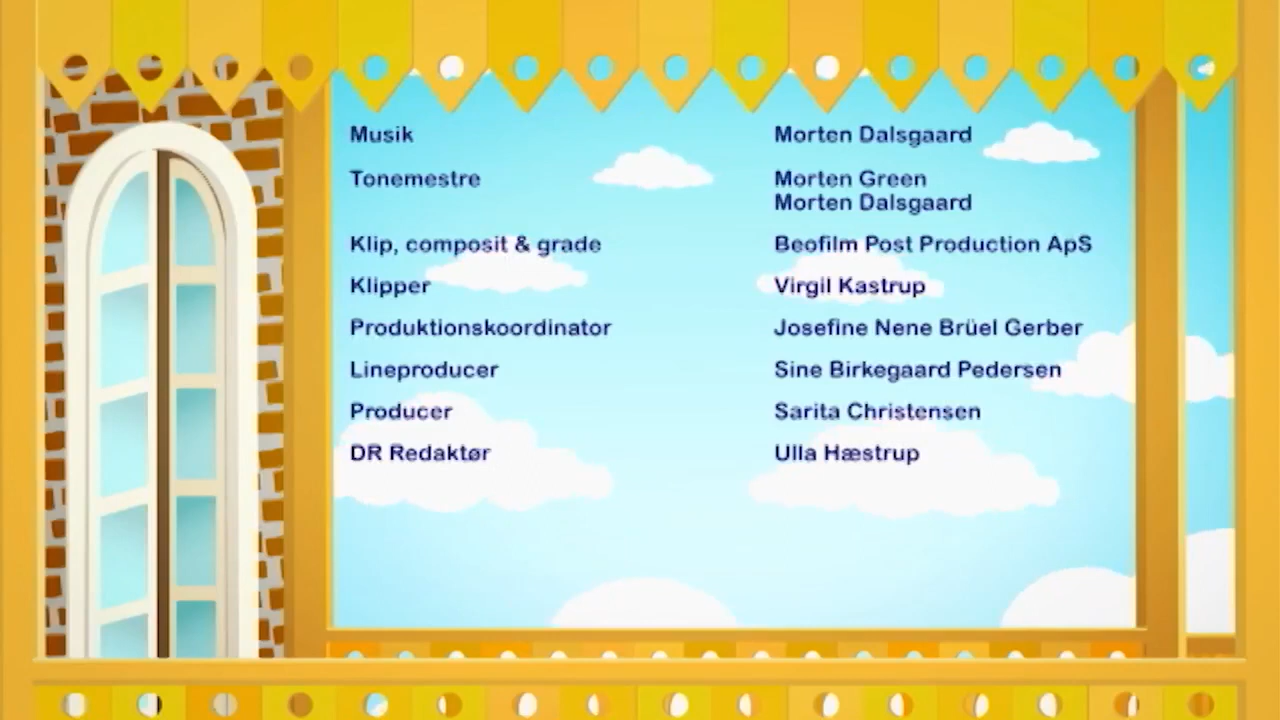 Musik Morten Dalsgaard
Tonemestre Morten Green
Morten Dalsgaard
Klip, composit & grade Beofilm Post Production ApS
Klipper Virgil Kastrup
Produktionskoordinator Josefine Nene Brüel Gerber
Lineproducer Sine Birkegaard Pedersen
Producer Sarita Christensen
DR Redaktør Ulla Hæstrup